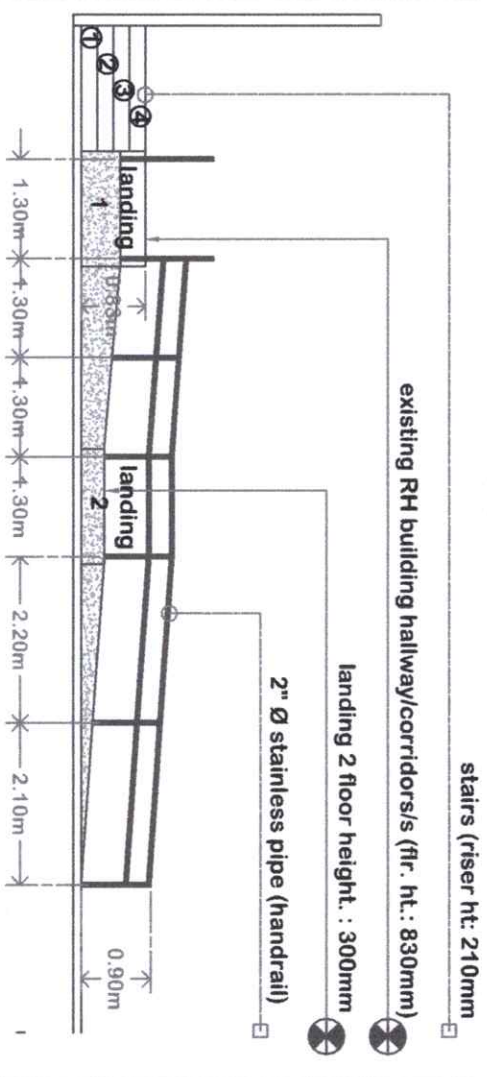 stairs (riser ht: 210mm
existing RH building hallway/corridors/s (flr. ht.: 830mm)
landing 2 floor height. : 300mm
2" Ø stainless pipe (handrail)
1
2
3
4
landing
1
0.83m
landing
2
0.90m
1.30m
1.30m
1.30m
1.30m
2.20m
2.10m